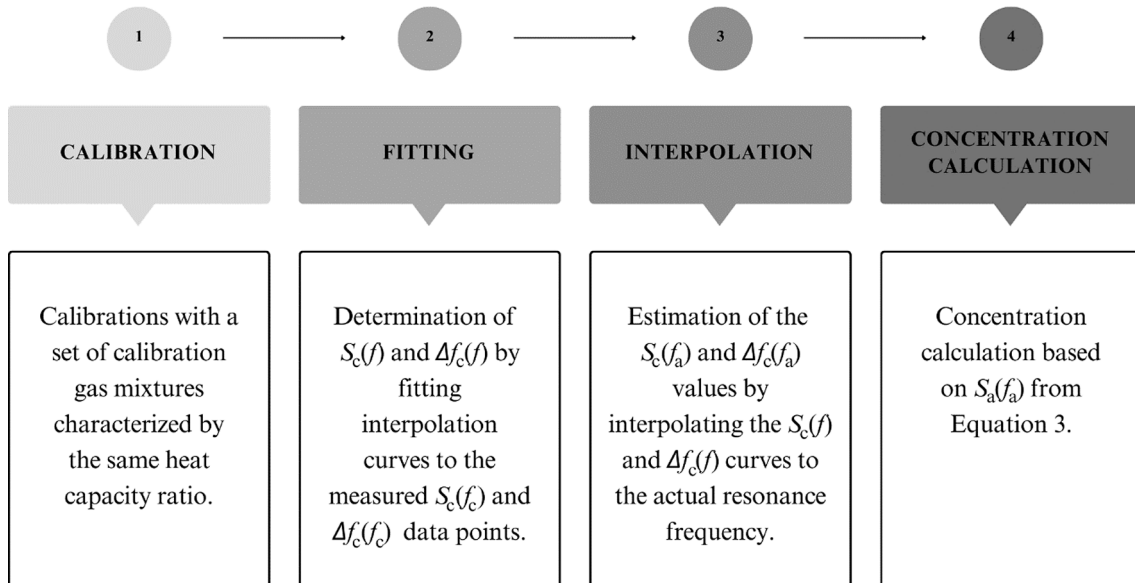 1
2
3
4
CALIBRATION
FITTING
INTERPOLATION
CONCENTRATION
CALCULATION
Calibrations with a
set of calibration
gas mixtures
characterized by
the same heat
capacity ratio.
Determination of
Sc(f) and Δfc(f) by
fitting
interpolation
curves to the
measured Sc(fc) and
Δfc(fc) data points.
Estimation of the
Sc(fa) and Δfc(fa)
values by
interpolating the Sc(f)
and Δfc(f) curves to
the actual resonance
frequency.
Concentration
calculation based
on Sa(fa) from
Equation 3.